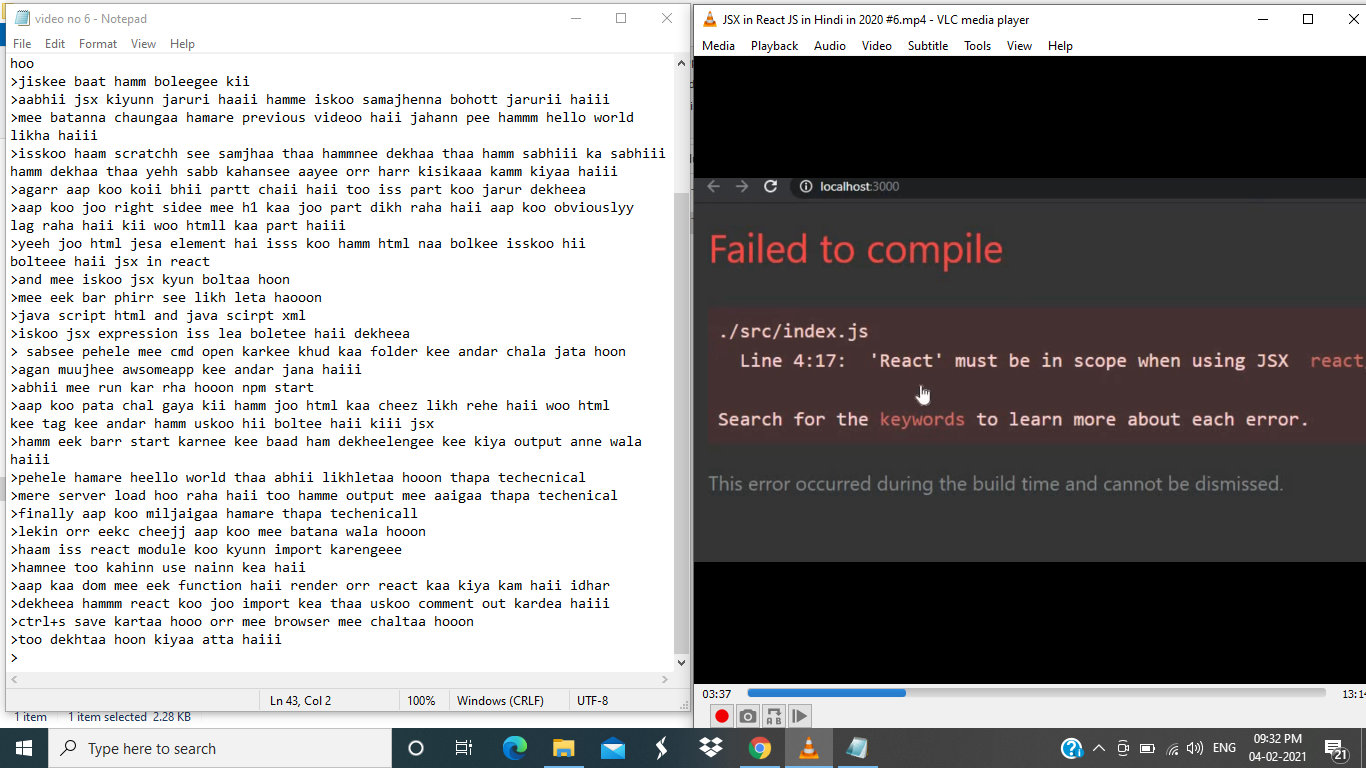 video no 6 - Notepad
File Edit Format View Help
hoo
>jiskee baat hamm boleegee kii
>aabhii jsx kiyunn jaruri haaii hamme iskoo samajhenna bohott jarurii haiii
>mee batanna chaungaa hamare previous videoo haii jahann pee hammm hello world
likha haiii
>isskoo haam scratchh see samjhaa thaa hammnee dekhaa thaa hamm sabhiii ka sabhiii
hamm dekhaa thaa yehh sabb kahansee aayee orr harr kisikaaa kamm kiyaa haiii
>agarr aap koo koii bhii partt chaii haii too iss part koo jarur dekheea
>aap koo joo right sidee mee h1 kaa joo part dikh raha haii aap koo obviouslyy
lag raha haii kii woo htmll kaa part haiii
>yeeh joo html jesa element hai isss koo hamm html naa bolkee isskoo hii
bolteee haii jsx in react
>and mee iskoo jsx kyun boltaa hoon
>mee eek bar phirr see likh leta haooon
>java script html and java scirpt xml
>iskoo jsx expression iss lea boletee haii dekheea
> sabsee pehele mee cmd open karkee khud kaa folder kee andar chala jata hoon
>agan muujhee awsomeapp kee andar jana haiii
>abhii mee run kar rha hooon npm start
>aap koo pata chal gaya kii hamm joo html kaa cheez likh rehe haii woo html
kee tag kee andar hamm uskoo hii boltee haii kiii jsx
>hamm eek barr start karnee kee baad ham dekheelengee kee kiya output anne wala
haiii
>pehele hamare heello world thaa abhii likhletaa hooon thapa techecnical
>mere server load hoo raha haii too hamme output mee aaigaa thapa techenical
>finally aap koo miljaigaa hamare thapa techenicall
>lekin orr eekc cheejj aap koo mee batana wala hooon
>haam iss react module koo kyunn import karengeee
>hamnee too kahinn use nainn kea haii
>aap kaa dom mee eek function haii render orr react kaa kiya kam haii idhar
>dekheea hammm react koo joo import kea thaa uskoo comment out kardea haiii
>ctrl+s save kartaa hooo orr mee browser mee chaltaa hooon
>too dekhtaa hoon kiyaa atta haiii
>
Ln 43, Col 2 100% Windows (CRLF) UTF-8
1 item 1 item selected 2.28 KB
JSX in React JS in Hindi in 2020 #6.mp4 - VLC media player
Media Playback Audio Video Subtitle Tools View Help
localhost:3000
Failed to compile
./src/index.js
Line 4:17: 'React' must be in scope when using JSX react
Search for the keywords to learn more about each error.
This error occurred during the build time and cannot be dismissed.
03:37 13:14
Type here to search
ENG
09:32 PM
04-02-2021
21